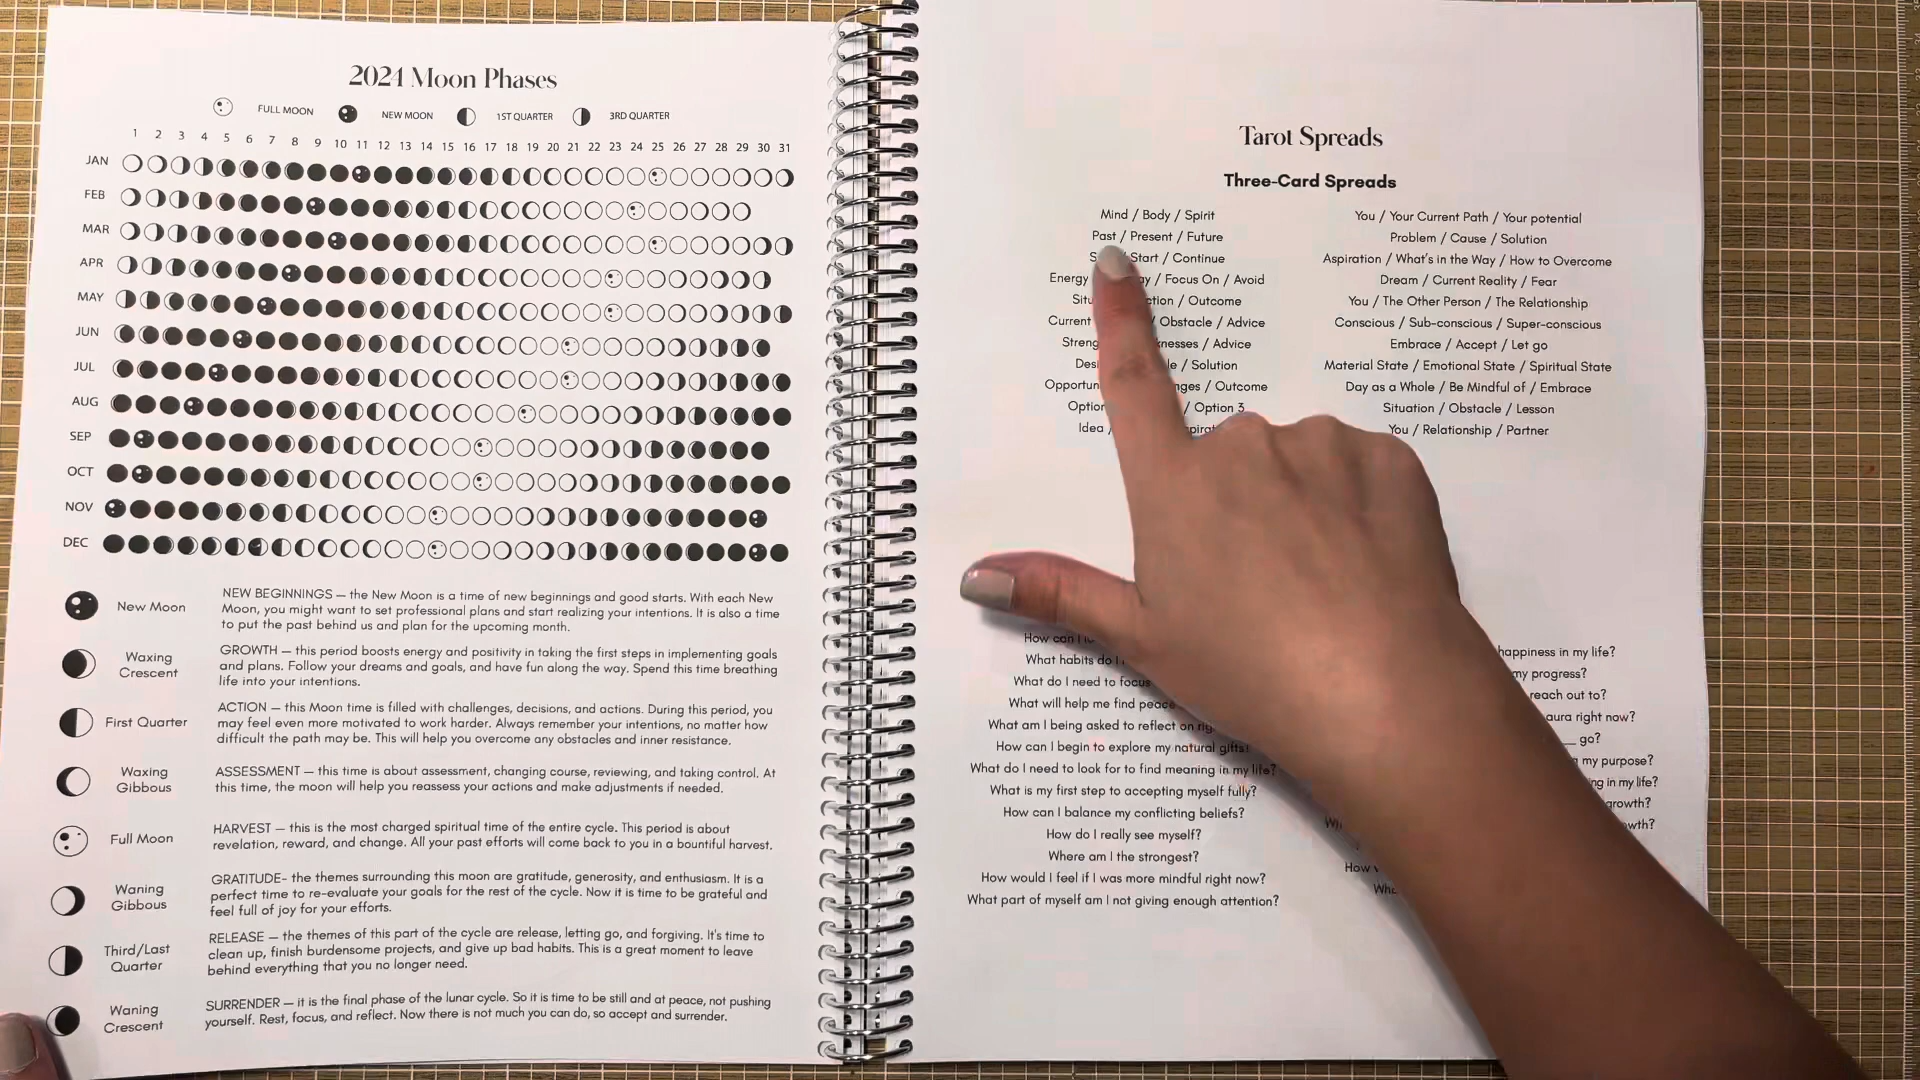 2024 Moon Phases
FULL MOON NEW MOON 1ST QUARTER 3RD QUARTER
1 2 3 4 5 6 7 8 9 10 11 12 13 14 15 16 17 18 19 20 21 22 23 24 25 26 27 28 29 30 31
JAN
FEB
MAR
APR
MAY
JUN
JUL
AUG
SEP
OCT
NOV
DEC
New Moon
NEW BEGINNINGS — the New Moon is a time of new beginnings and good starts. With each New
Moon, you might want to set professional plans and start realizing your intentions. It is also a time
to put the past behind us and plan for the upcoming month.
Waxing
Crescent
GROWTH — this period boosts energy and positivity in taking the first steps in implementing goals
and plans. Follow your dreams and goals, and have fun along the way. Spend this time breathing
life into your intentions.
First Quarter
ACTION — this Moon time is filled with challenges, decisions, and actions. During this period, you
may feel even more motivated to work harder. Always remember your intentions, no matter how
difficult the path may be. This will help you overcome any obstacles and inner resistance.
Waxing
Gibbous
ASSESSMENT — this time is about assessment, changing course, reviewing, and taking control. At
this time, the moon will help you reassess your actions and make adjustments if needed.
Full Moon
HARVEST — this is the most charged spiritual time of the entire cycle. This period is about
revelation, reward, and change. All your past efforts will come back to you in a bountiful harvest.
Waning
Gibbous
GRATITUDE- the themes surrounding this moon are gratitude, generosity, and enthusiasm. It is a
perfect time to re-evaluate your goals for the rest of the cycle. Now it is time to be grateful and
feel full of joy for your efforts.
Third/Last
Quarter
RELEASE — the themes of this part of the cycle are release, letting go, and forgiving. It's time to
clean up, finish burdensome projects, and give up bad habits. This is a great moment to leave
behind everything that you no longer need.
Waning
Crescent
SURRENDER — it is the final phase of the lunar cycle. So it is time to be still and at peace, not pushing
yourself. Rest, focus, and reflect. Now there is not much you can do, so accept and surrender.
Tarot Spreads
Three-Card Spreads
Mind / Body / Spirit
Past / Present / Future
/ Start / Continue
Energy / Focus On / Avoid
/ Outcome
Current / Obstacle / Advice
/ Advice
/ Solution
/ Outcome
/ Option 3
Idea /
You / Your Current Path / Your potential
Problem / Cause / Solution
Aspiration / What's in the Way / How to Overcome
Dream / Current Reality / Fear
You / The Other Person / The Relationship
Conscious / Sub-conscious / Super-conscious
Embrace / Accept / Let go
Material State / Emotional State / Spiritual State
Day as a Whole / Be Mindful of / Embrace
Situation / Obstacle / Lesson
You / Relationship / Partner
How can I
What habits do I
What do I need to focus
What will help me find peace
What am I being asked to reflect on
How can I begin to explore my natural gifts?
What do I need to look for to find meaning in my life?
What is my first step to accepting myself fully?
How can I balance my conflicting beliefs?
How do I really see myself?
Where am I the strongest?
How would I feel if I was more mindful right now?
What part of myself am I not giving enough attention?
happiness in my life?
my progress?
reach out to?
aura right now?
go?
my purpose?
in my life?
How